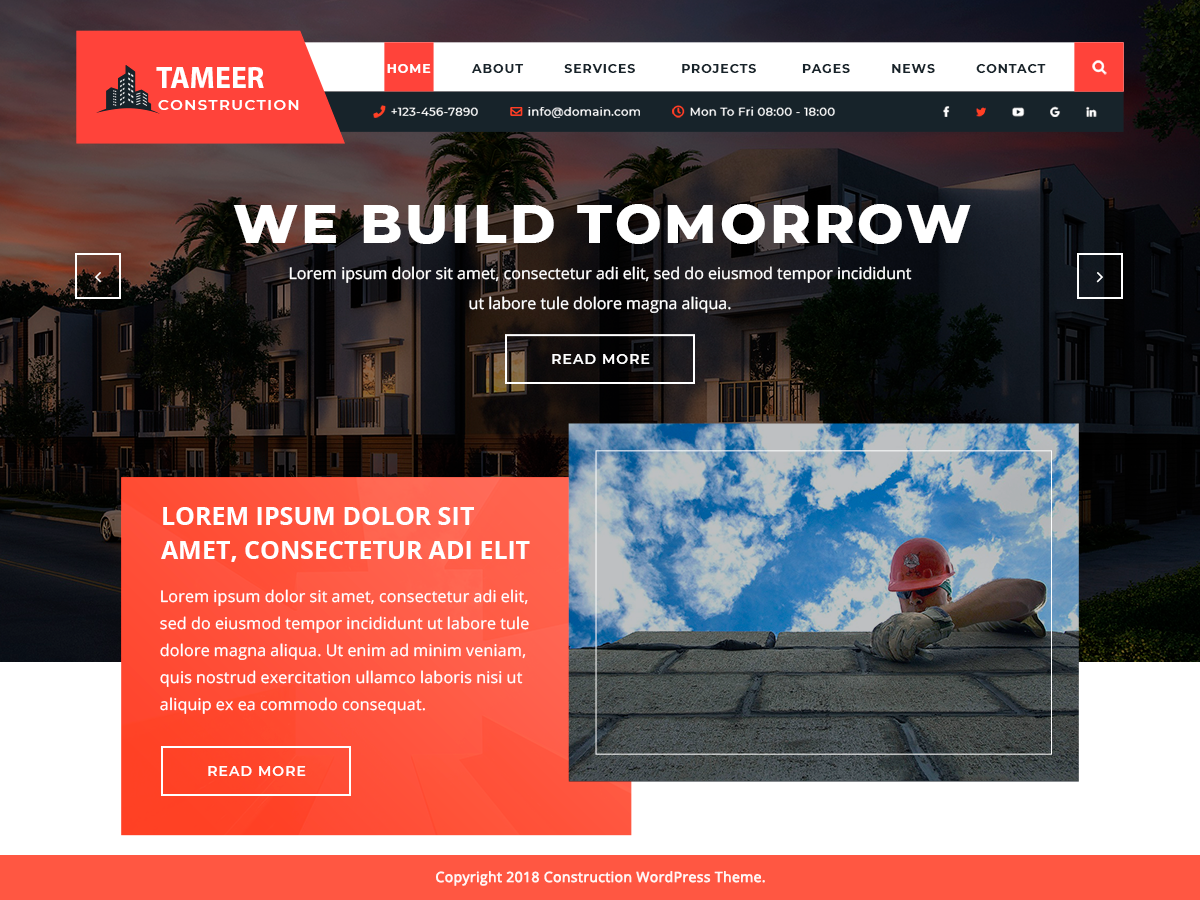 TAMEER
CONSTRUCTION
HOME ABOUT SERVICES PROJECTS PAGES NEWS CONTACT
+123-456-7890 info@domain.com Mon To Fri 08:00 - 18:00
WE BUILD TOMORROW
Lorem ipsum dolor sit amet, consectetur adi elit, sed do eiusmod tempor incididunt
ut labore tule dolore magna aliqua.
READ MORE
LOREM IPSUM DOLOR SIT
AMET, CONSECTETUR ADI ELIT
Lorem ipsum dolor sit amet, consectetur adi elit,
sed do eiusmod tempor incididunt ut labore tule
dolore magna aliqua. Ut enim ad minim veniam,
quis nostrud exercitation ullamco laboris nisi ut
aliquip ex ea commodo consequat.
READ MORE
Copyright 2018 Construction WordPress Theme.